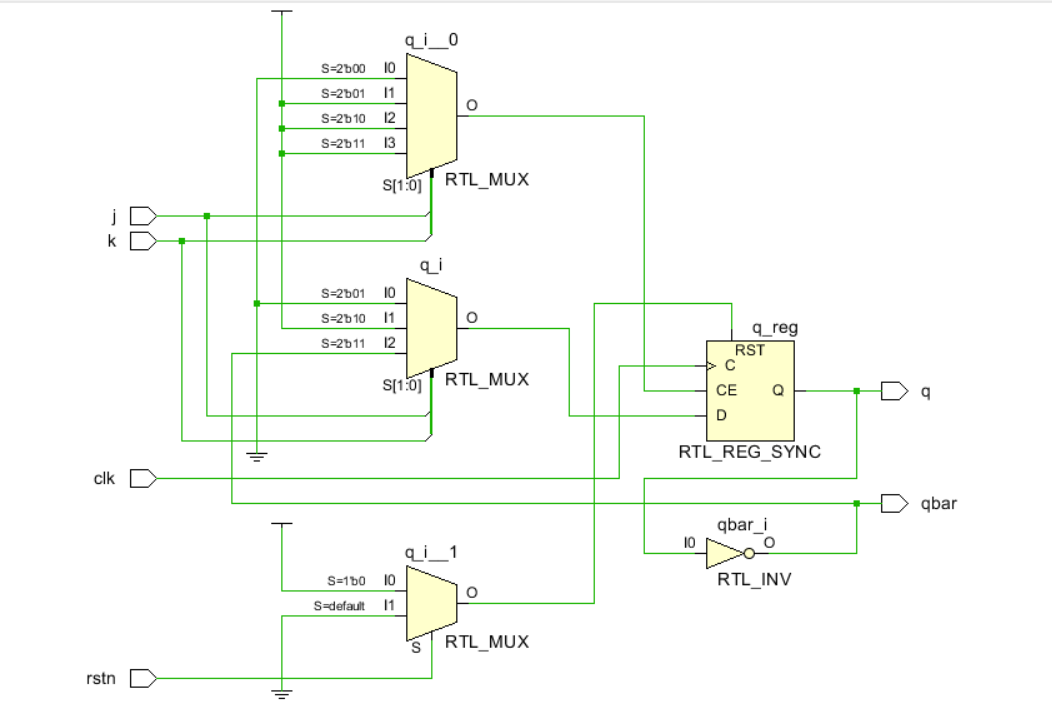 q_i__0
S=2'b00 I0
S=2'b01 I1
S=2'b10 I2
S=2'b11 I3
O
S[1:0]
RTL_MUX
j
k
q_i
S=2'b01 I0
S=2'b10 I1
S=2'b11 I2
O
S[1:0]
RTL_MUX
q_reg
RST
C
CE
D
Q
RTL_REG_SYNC
q
clk
qbar
qbar_i
I0
O
RTL_INV
q_i__1
S=1'b0 I0
S=default I1
O
S
RTL_MUX
rstn